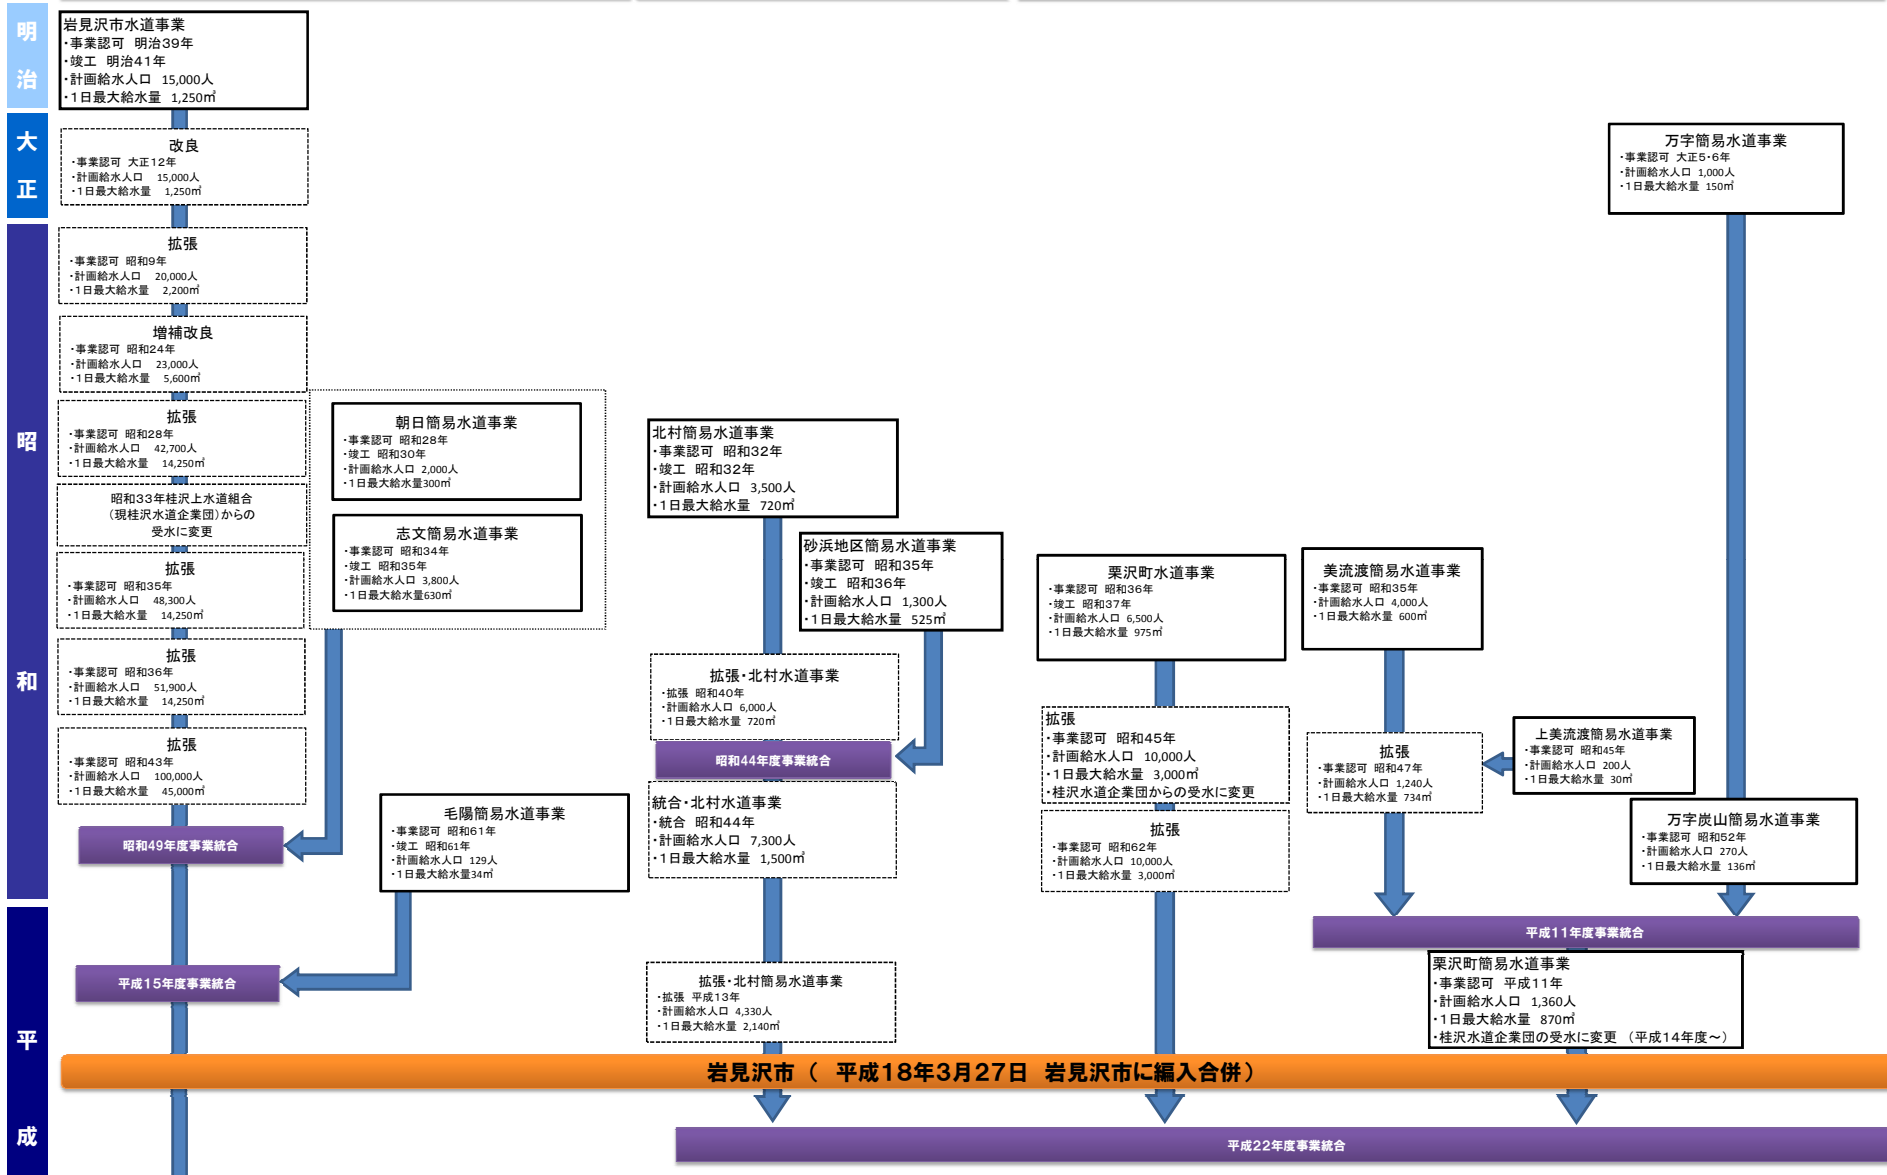 明
治
岩見沢市水道事業
・事業認可 明治39年
・竣工 明治41年
・計画給水人口 15,000人
・1日最大給水量 1,250㎥
大
正
改良
・事業認可 大正12年
・計画給水人口 15,000人
・1日最大給水量 1,250㎥
万字簡易水道事業
・事業認可 大正5・6年
・計画給水人口 1,000人
・1日最大給水量 150㎥
昭
和
拡張
・事業認可 昭和9年
・計画給水人口 20,000人
・1日最大給水量 2,200㎥
増補改良
・事業認可 昭和24年
・計画給水人口 23,000人
・1日最大給水量 5,600㎥
拡張
・事業認可 昭和28年
・計画給水人口 42,700人
・1日最大給水量 14,250㎥
昭和33年桂沢上水道組合
（現桂沢水道企業団）からの
受水に変更
拡張
・事業認可 昭和35年
・計画給水人口 48,300人
・1日最大給水量 14,250㎥
拡張
・事業認可 昭和36年
・計画給水人口 51,900人
・1日最大給水量 14,250㎥
拡張
・事業認可 昭和43年
・計画給水人口 100,000人
・1日最大給水量 45,000㎥
昭和49年度事業統合
朝日簡易水道事業
・事業認可 昭和28年
・竣工 昭和30年
・計画給水人口 2,000人
・1日最大給水量300㎥
志文簡易水道事業
・事業認可 昭和34年
・竣工 昭和35年
・計画給水人口 3,800人
・1日最大給水量630㎥
毛陽簡易水道事業
・事業認可 昭和61年
・竣工 昭和61年
・計画給水人口 129人
・1日最大給水量34㎥
北村簡易水道事業
・事業認可 昭和32年
・竣工 昭和32年
・計画給水人口 3,500人
・1日最大給水量 720㎥
砂浜地区簡易水道事業
・事業認可 昭和35年
・竣工 昭和36年
・計画給水人口 1,300人
・1日最大給水量 525㎥
拡張・北村水道事業
・拡張 昭和40年
・計画給水人口 6,000人
・1日最大給水量 720㎥
昭和44年度事業統合
統合・北村水道事業
・統合 昭和44年
・計画給水人口 7,300人
・1日最大給水量 1,500㎥
栗沢町水道事業
・事業認可 昭和36年
・竣工 昭和37年
・計画給水人口 6,500人
・1日最大給水量 975㎥
拡張
・事業認可 昭和45年
・計画給水人口 10,000人
・1日最大給水量 3,000㎥
・桂沢水道企業団からの受水に変更
拡張
・事業認可 昭和62年
・計画給水人口 10,000人
・1日最大給水量 3,000㎥
美流渡簡易水道事業
・事業認可 昭和35年
・計画給水人口 4,000人
・1日最大給水量 600㎥
拡張
・事業認可 昭和47年
・計画給水人口 1,240人
・1日最大給水量 734㎥
上美流渡簡易水道事業
・事業認可 昭和45年
・計画給水人口 200人
・1日最大給水量 30㎥
万字炭山簡易水道事業
・事業認可 昭和52年
・計画給水人口 270人
・1日最大給水量 136㎥
平
成
平成15年度事業統合
拡張・北村簡易水道事業
・拡張 平成13年
・計画給水人口 4,330人
・1日最大給水量 2,140㎥
平成11年度事業統合
栗沢町簡易水道事業
・事業認可 平成11年
・計画給水人口 1,360人
・1日最大給水量 870㎥
・桂沢水道企業団の受水に変更 （平成14年度～）
岩見沢市（ 平成18年3月27日 岩見沢市に編入合併）
平成22年度事業統合